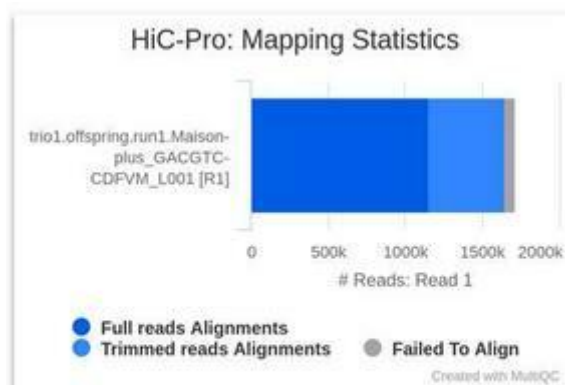 HiC-Pro: Mapping Statistics
trio1.offspring.run1.Maison-
plus_GACGTC-
CDFVM_L001 [R1]
0 500k 1000k 1500k 2000k
# Reads: Read 1
Full reads Alignments
Trimmed reads Alignments Failed To Align
Created with MultiQC